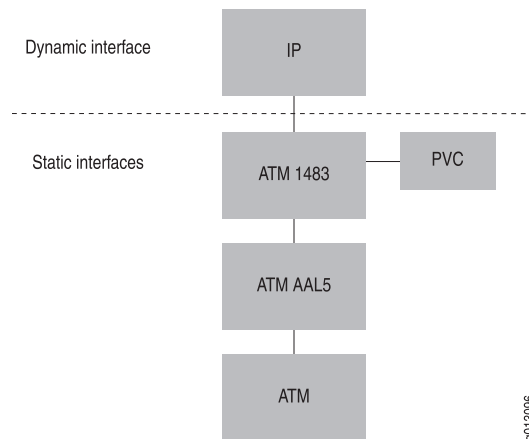 Dynamic interface
IP
Static interfaces
ATM 1483
PVC
ATM AAL5
ATM